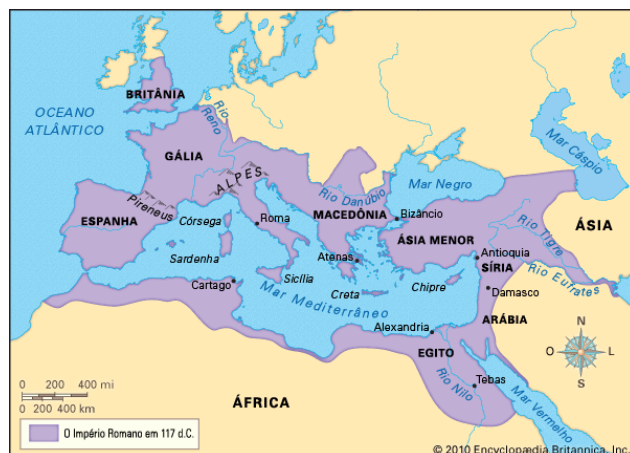 OCEANO
ATLÂNTICO
BRITÂNIA
Rio
Reno
GÁLIA
ALPES
Pireneus
ESPANHA
Córsega
Sardenha
Roma
Cartago
Sicília
Mar Mediterrâneo
Rio Danúbio
MACEDÔNIA
Bizâncio
Mar Negro
Mar Cáspio
Atenas
ÁSIA MENOR
Creta
Chipre
Antioquia
SÍRIA
Damasco
Rio Tigre
Rio Eufrates
ÁSIA
ARÁBIA
Alexandria
EGITO
Rio Nilo
Tebas
Mar Vermelho
ÁFRICA
N
O
L
S
0 200 400 mi
0 200 400 km
O Império Romano em 117 d.C.
© 2010 Encyclopædia Britannica, Inc.